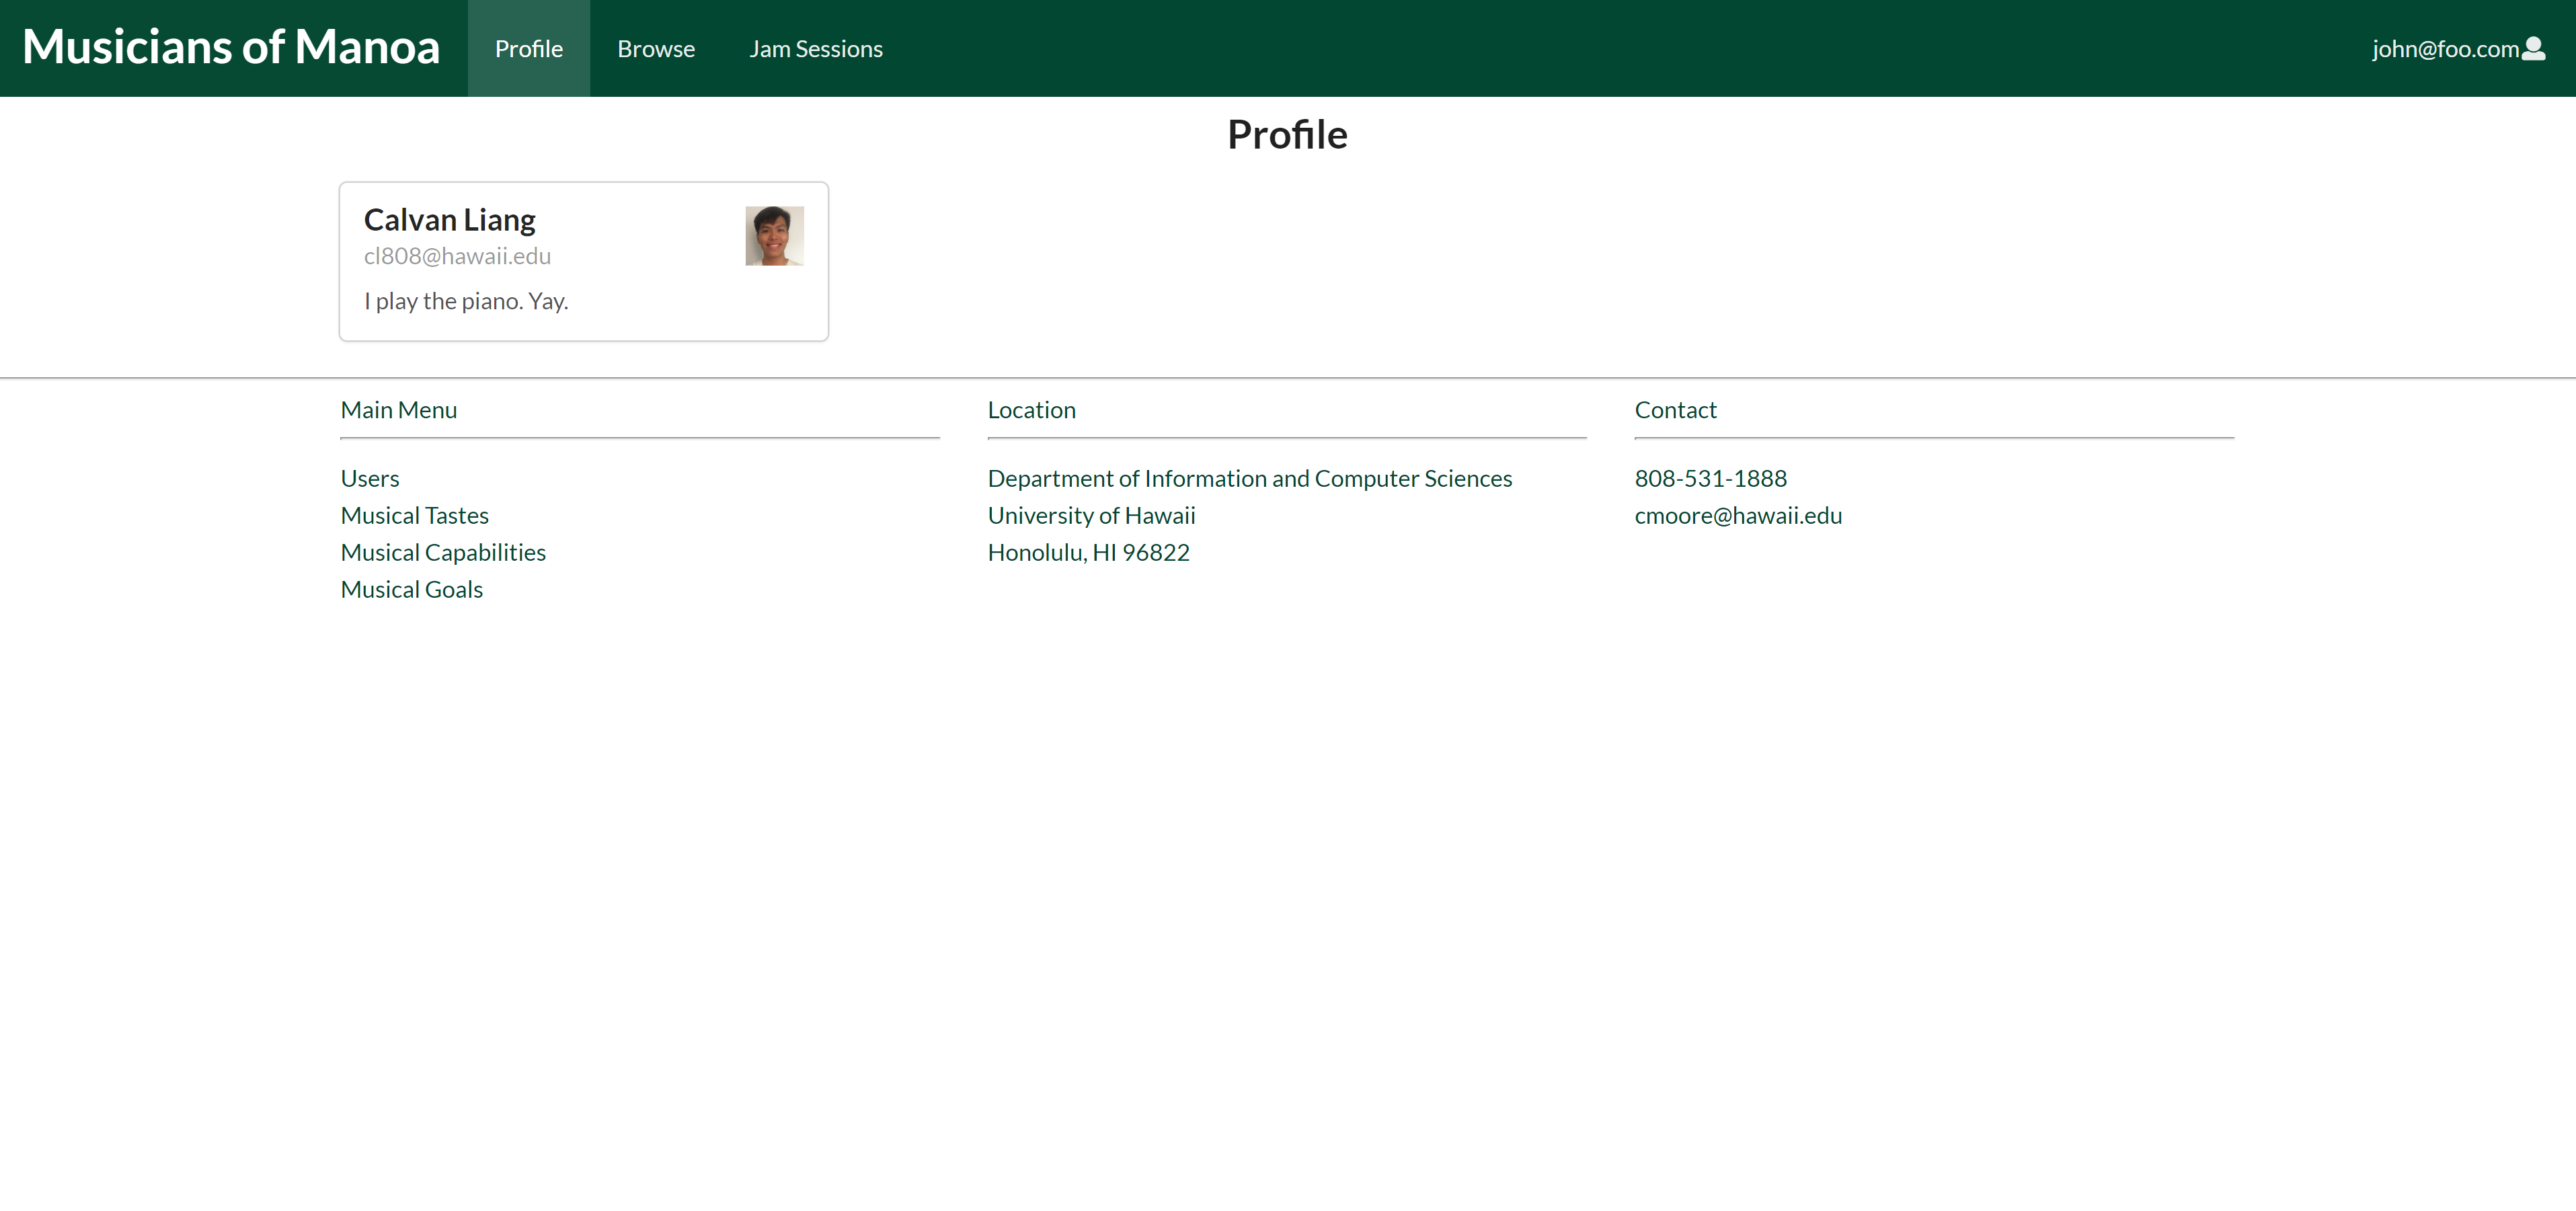 Musicians of Manoa Profile Browse Jam Sessions john@foo.com
Profile
Calvan Liang
cl808@hawaii.edu
I play the piano. Yay.
Main Menu
Users
Musical Tastes
Musical Capabilities
Musical Goals
Location
Department of Information and Computer Sciences
University of Hawaii
Honolulu, HI 96822
Contact
808-531-1888
cmoore@hawaii.edu